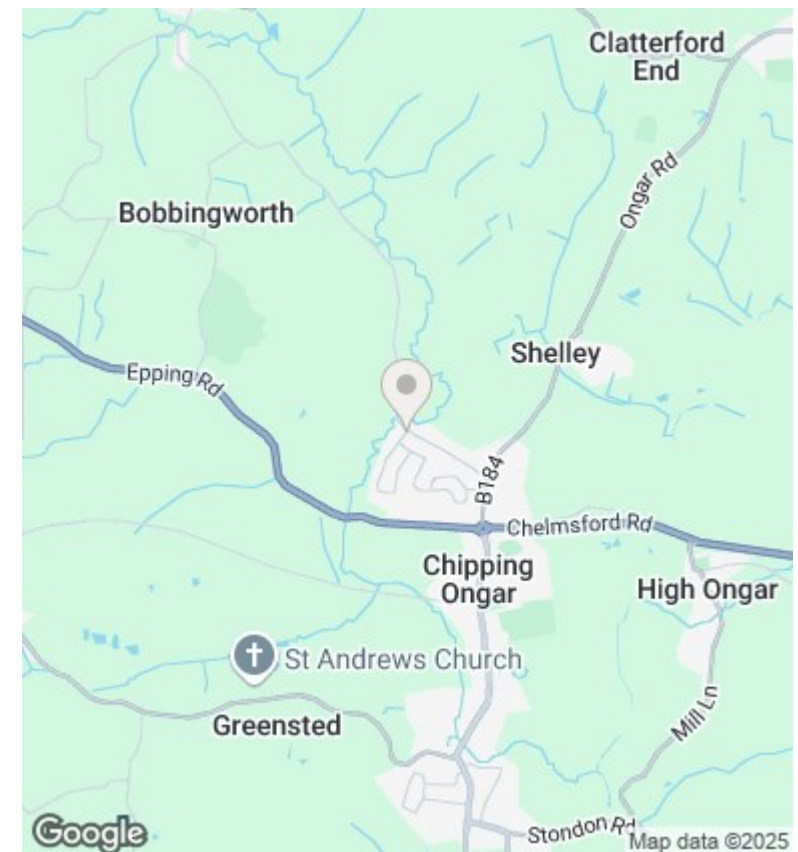 Clatterford
End
Ongar Rd
Bobbingworth
Shelley
Epping Rd
B184
Chelmsford Rd
Chipping
Ongar
High Ongar
St Andrews Church
Mill Ln
Greensted
Stondon Rd
Google
Map data ©2025